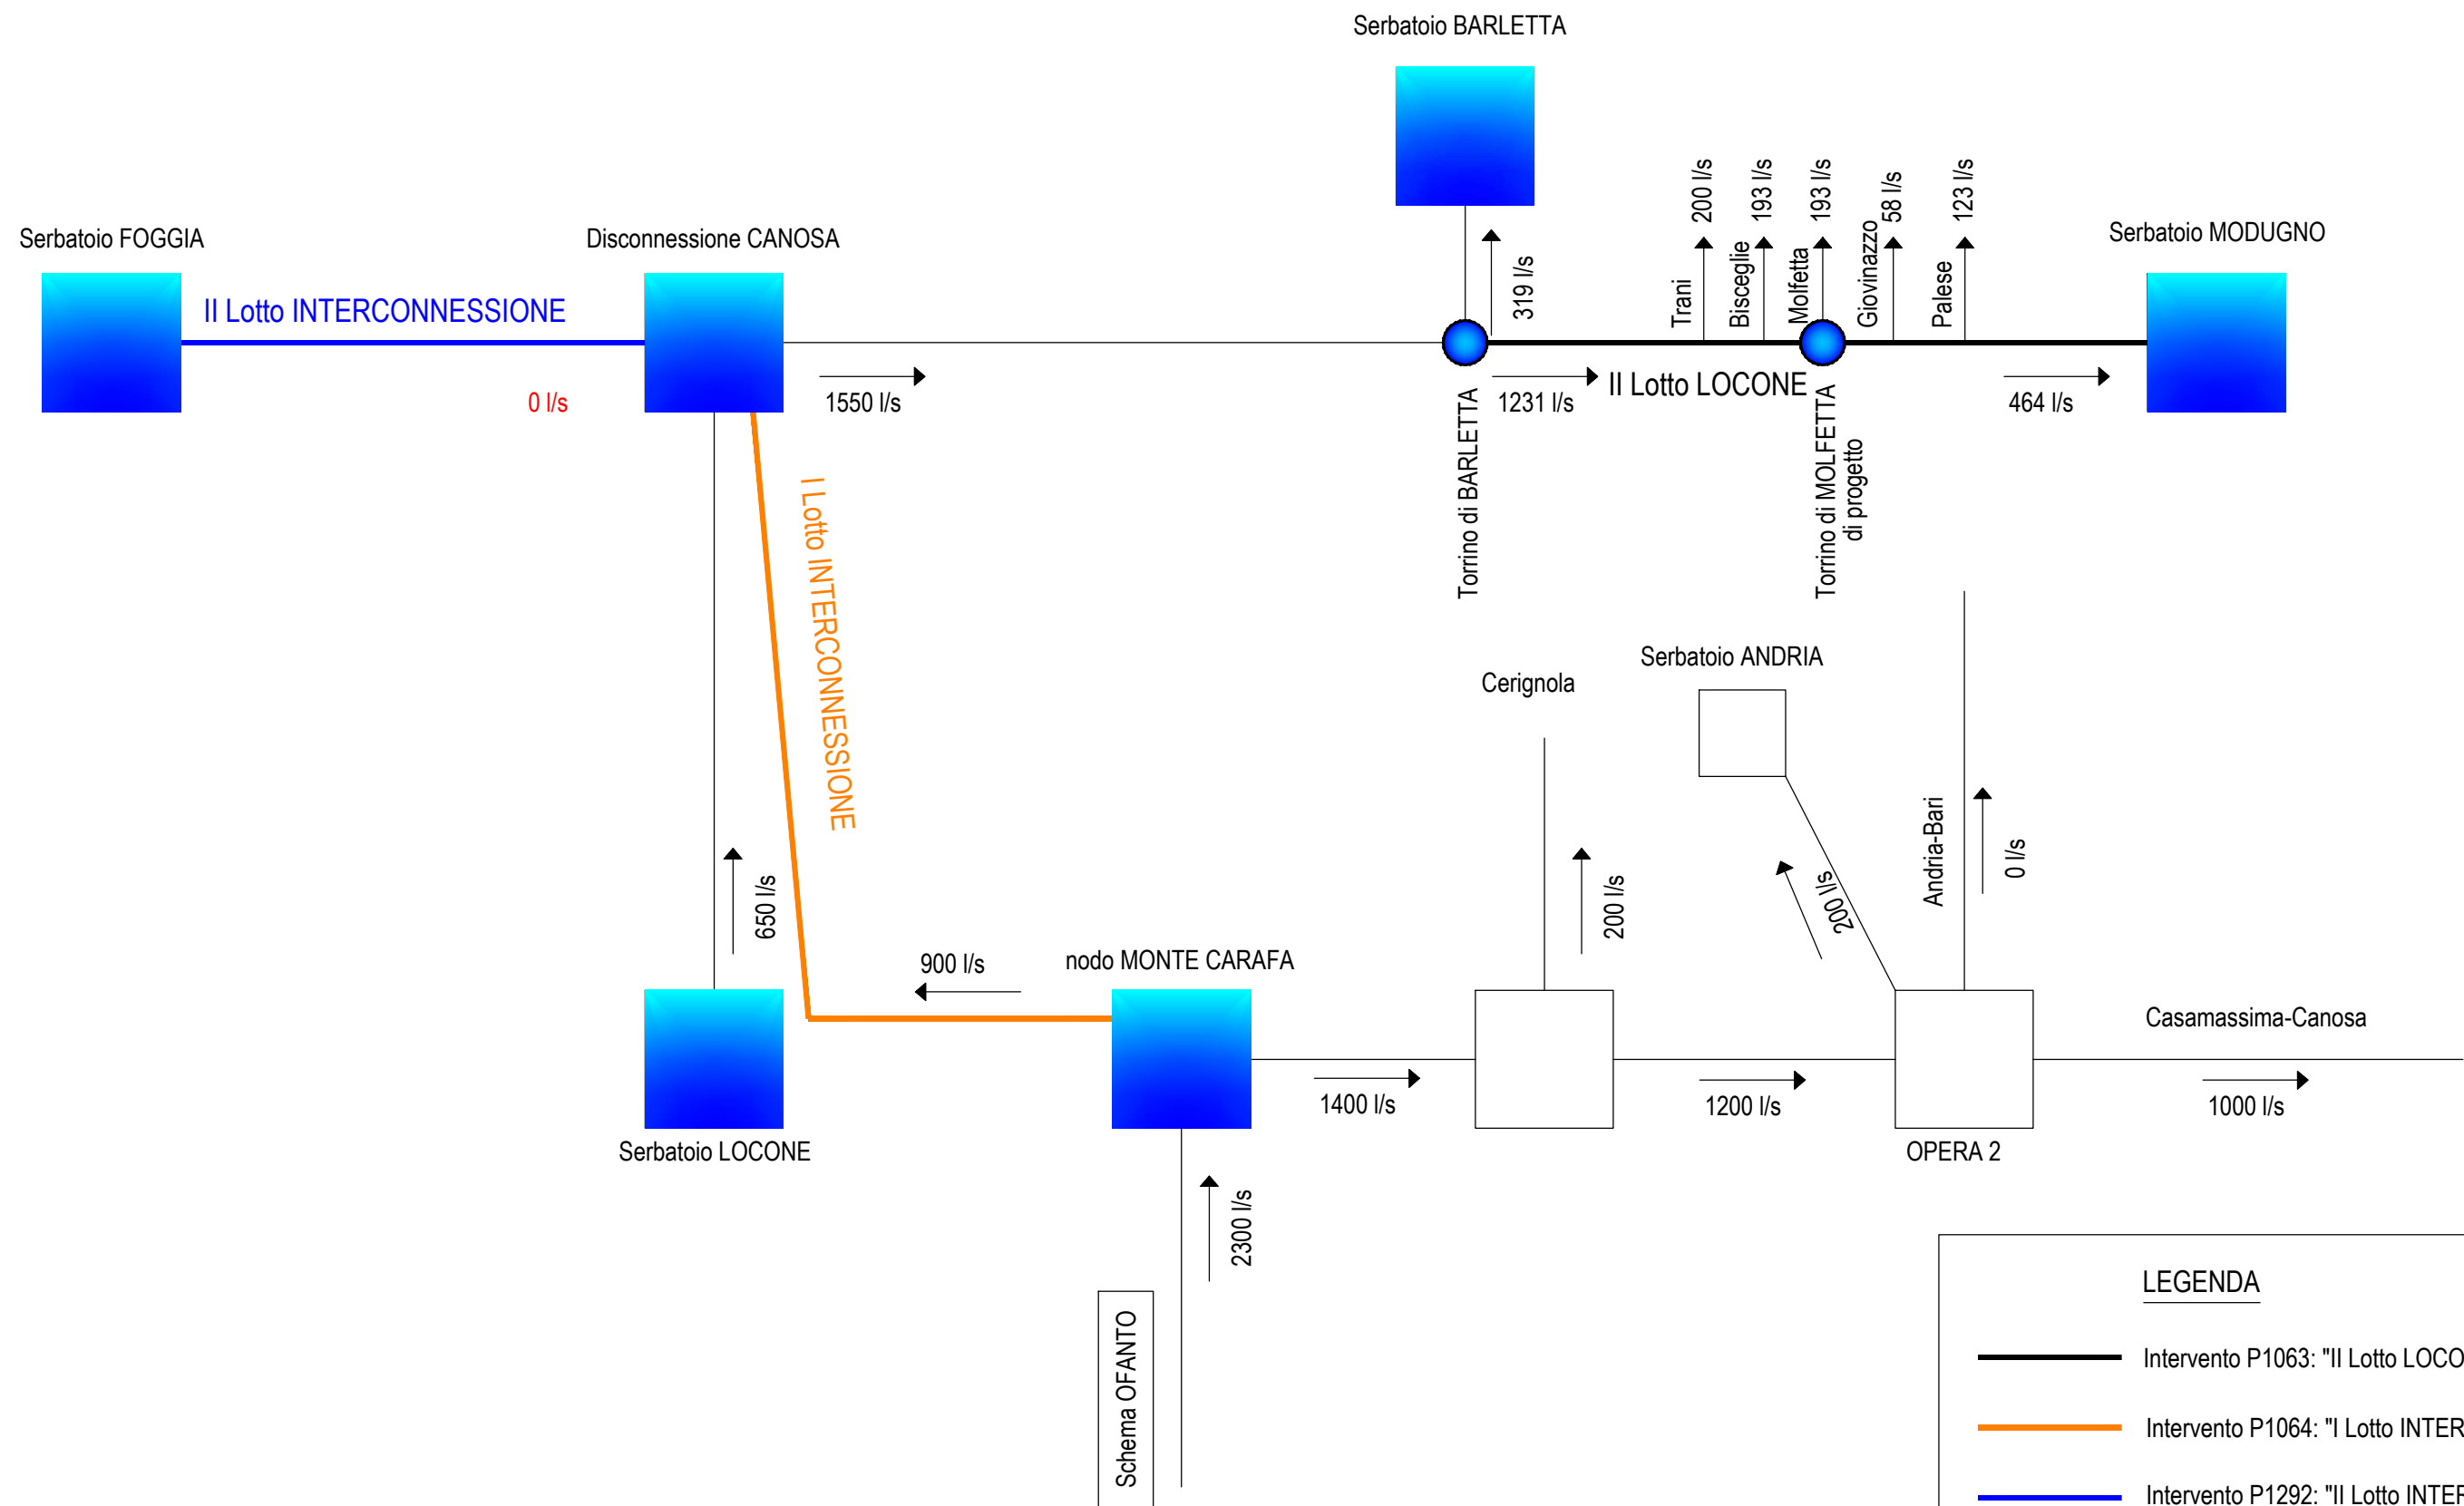 Serbatoio BARLETTA
Serbatoio FOGGIA
Disconnessione CANOSA
Serbatoio MODUGNO
II Lotto INTERCONNESSIONE
0 l/s
1550 l/s
319 l/s
Trani
200 l/s
Bisceglie
193 l/s
Molfetta
193 l/s
Giovinazzo
58 l/s
Palese
123 l/s
1231 l/s
II Lotto LOCONE
464 l/s
Torrino di BARLETTA
Torrino di MOLFETTA
di progetto
I Lotto INTERCONNESSIONE
Serbatoio ANDRIA
Cerignola
Andria-Bari
0 l/s
650 l/s
200 l/s
200 l/s
900 l/s
nodo MONTE CARAFA
Casamassima-Canosa
1400 l/s
1200 l/s
1000 l/s
Serbatoio LOCONE
OPERA 2
2300 l/s
Schema OFANTO
LEGENDA
Intervento P1063: "II Lotto LOCO
Intervento P1064: "I Lotto INTER
Intervento P1292: "II Lotto INTER